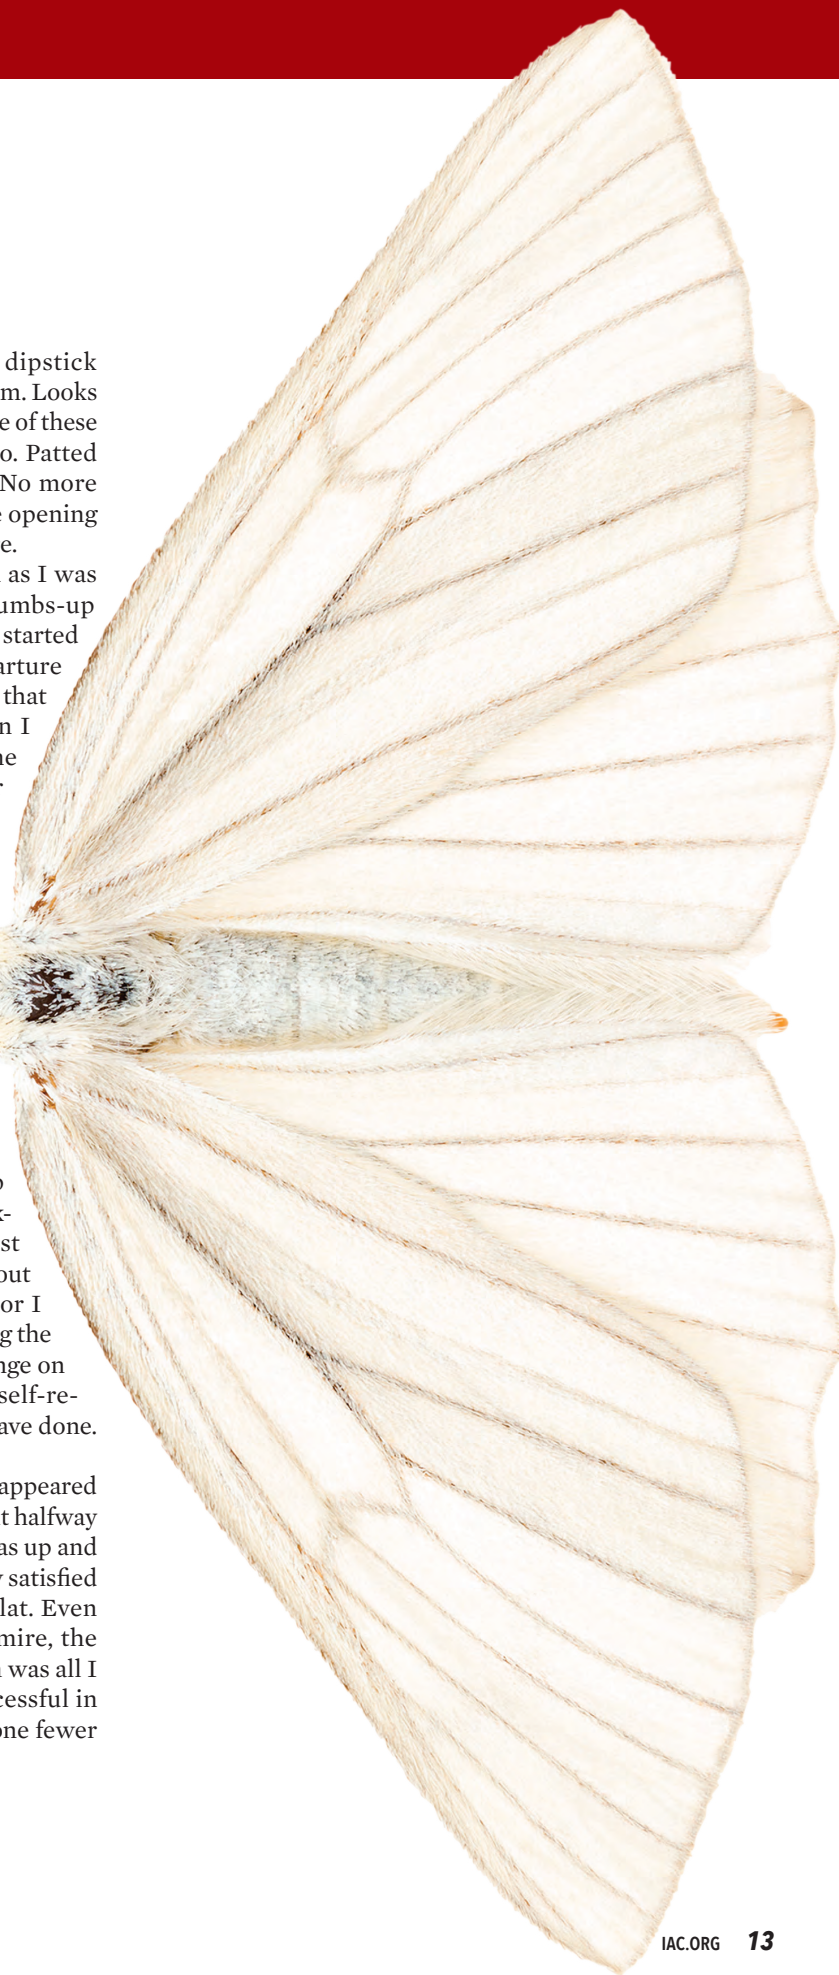 dipstick
m. Looks
e of these
o. Patted
No more
e opening
e.
as I was
umbs-up
started
arture
that
n I
ne
r
o
k-
st
out
or I
g the
nge on
self-re-
ave done.
appeared
t halfway
as up and
y satisfied
lat. Even
mire, the
n was all I
cessful in
one fewer
IAC.ORG 13